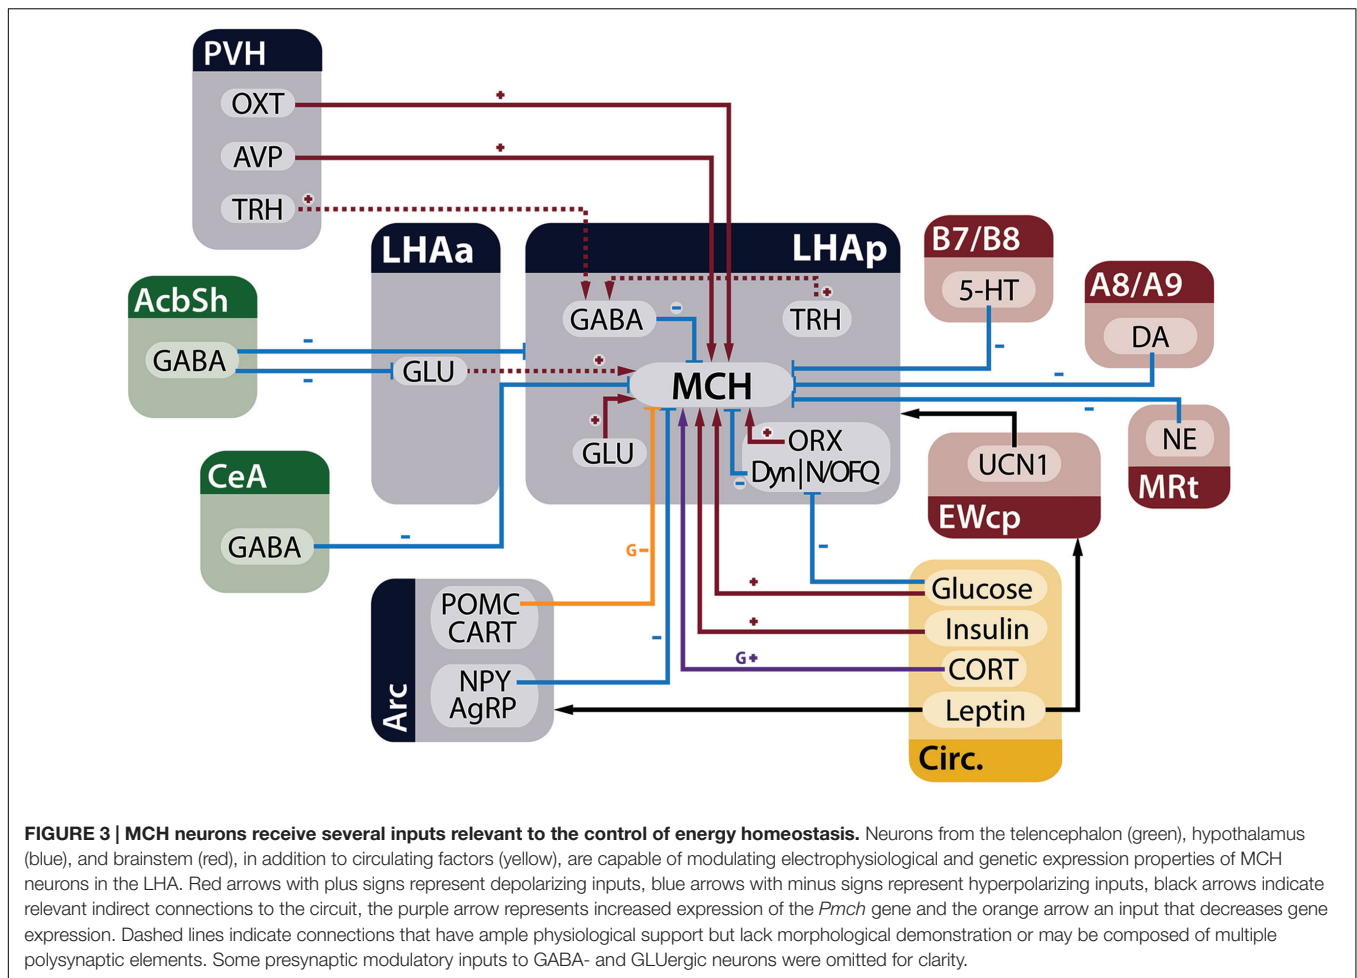 PVH
OXT
+
AVP
+
TRH
+
LHAa
LHAp
B7/B8
5-HT
-
A8/A9
DA
-
AcbSh
GABA
-
-
GLU
+
GABA
-
TRH
+
MCH
GLU
+
ORX
+
Dyn|N/OFQ
-
-
NE
MRt
UCN1
EWcp
CeA
GABA
-
G-
POMC
CART
-
NPY
AgRP
Arc
Glucose
-
+
Insulin
+
CORT
G+
Leptin
Circ.
FIGURE 3 | MCH neurons receive several inputs relevant to the control of energy homeostasis. Neurons from the telencephalon (green), hypothalamus
(blue), and brainstem (red), in addition to circulating factors (yellow), are capable of modulating electrophysiological and genetic expression properties of MCH
neurons in the LHA. Red arrows with plus signs represent depolarizing inputs, blue arrows with minus signs represent hyperpolarizing inputs, black arrows indicate
relevant indirect connections to the circuit, the purple arrow represents increased expression of the Pmch gene and the orange arrow an input that decreases gene
expression. Dashed lines indicate connections that have ample physiological support but lack morphological demonstration or may be composed of multiple
polysynaptic elements. Some presynaptic modulatory inputs to GABA- and GLUergic neurons were omitted for clarity.